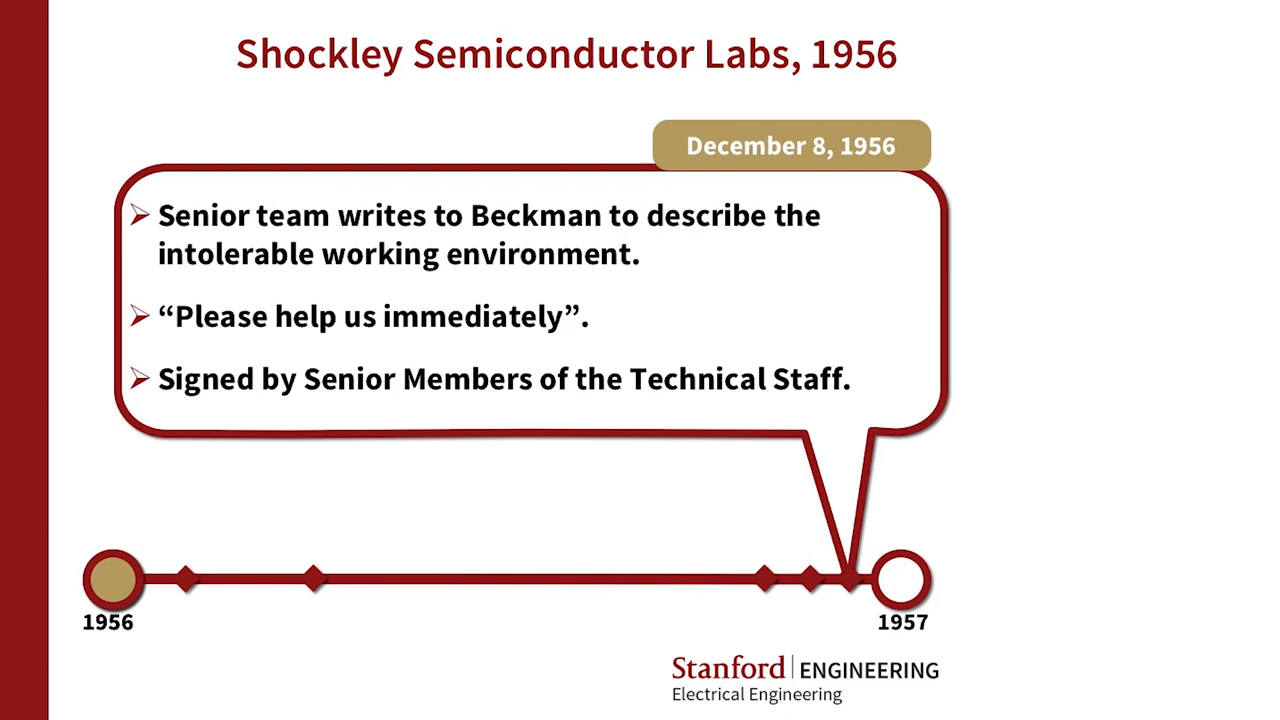 Shockley Semiconductor Labs, 1956
December 8, 1956
Senior team writes to Beckman to describe the
intolerable working environment.
“Please help us immediately”.
Signed by Senior Members of the Technical Staff.
1956
1957
Stanford ENGINEERING
Electrical Engineering